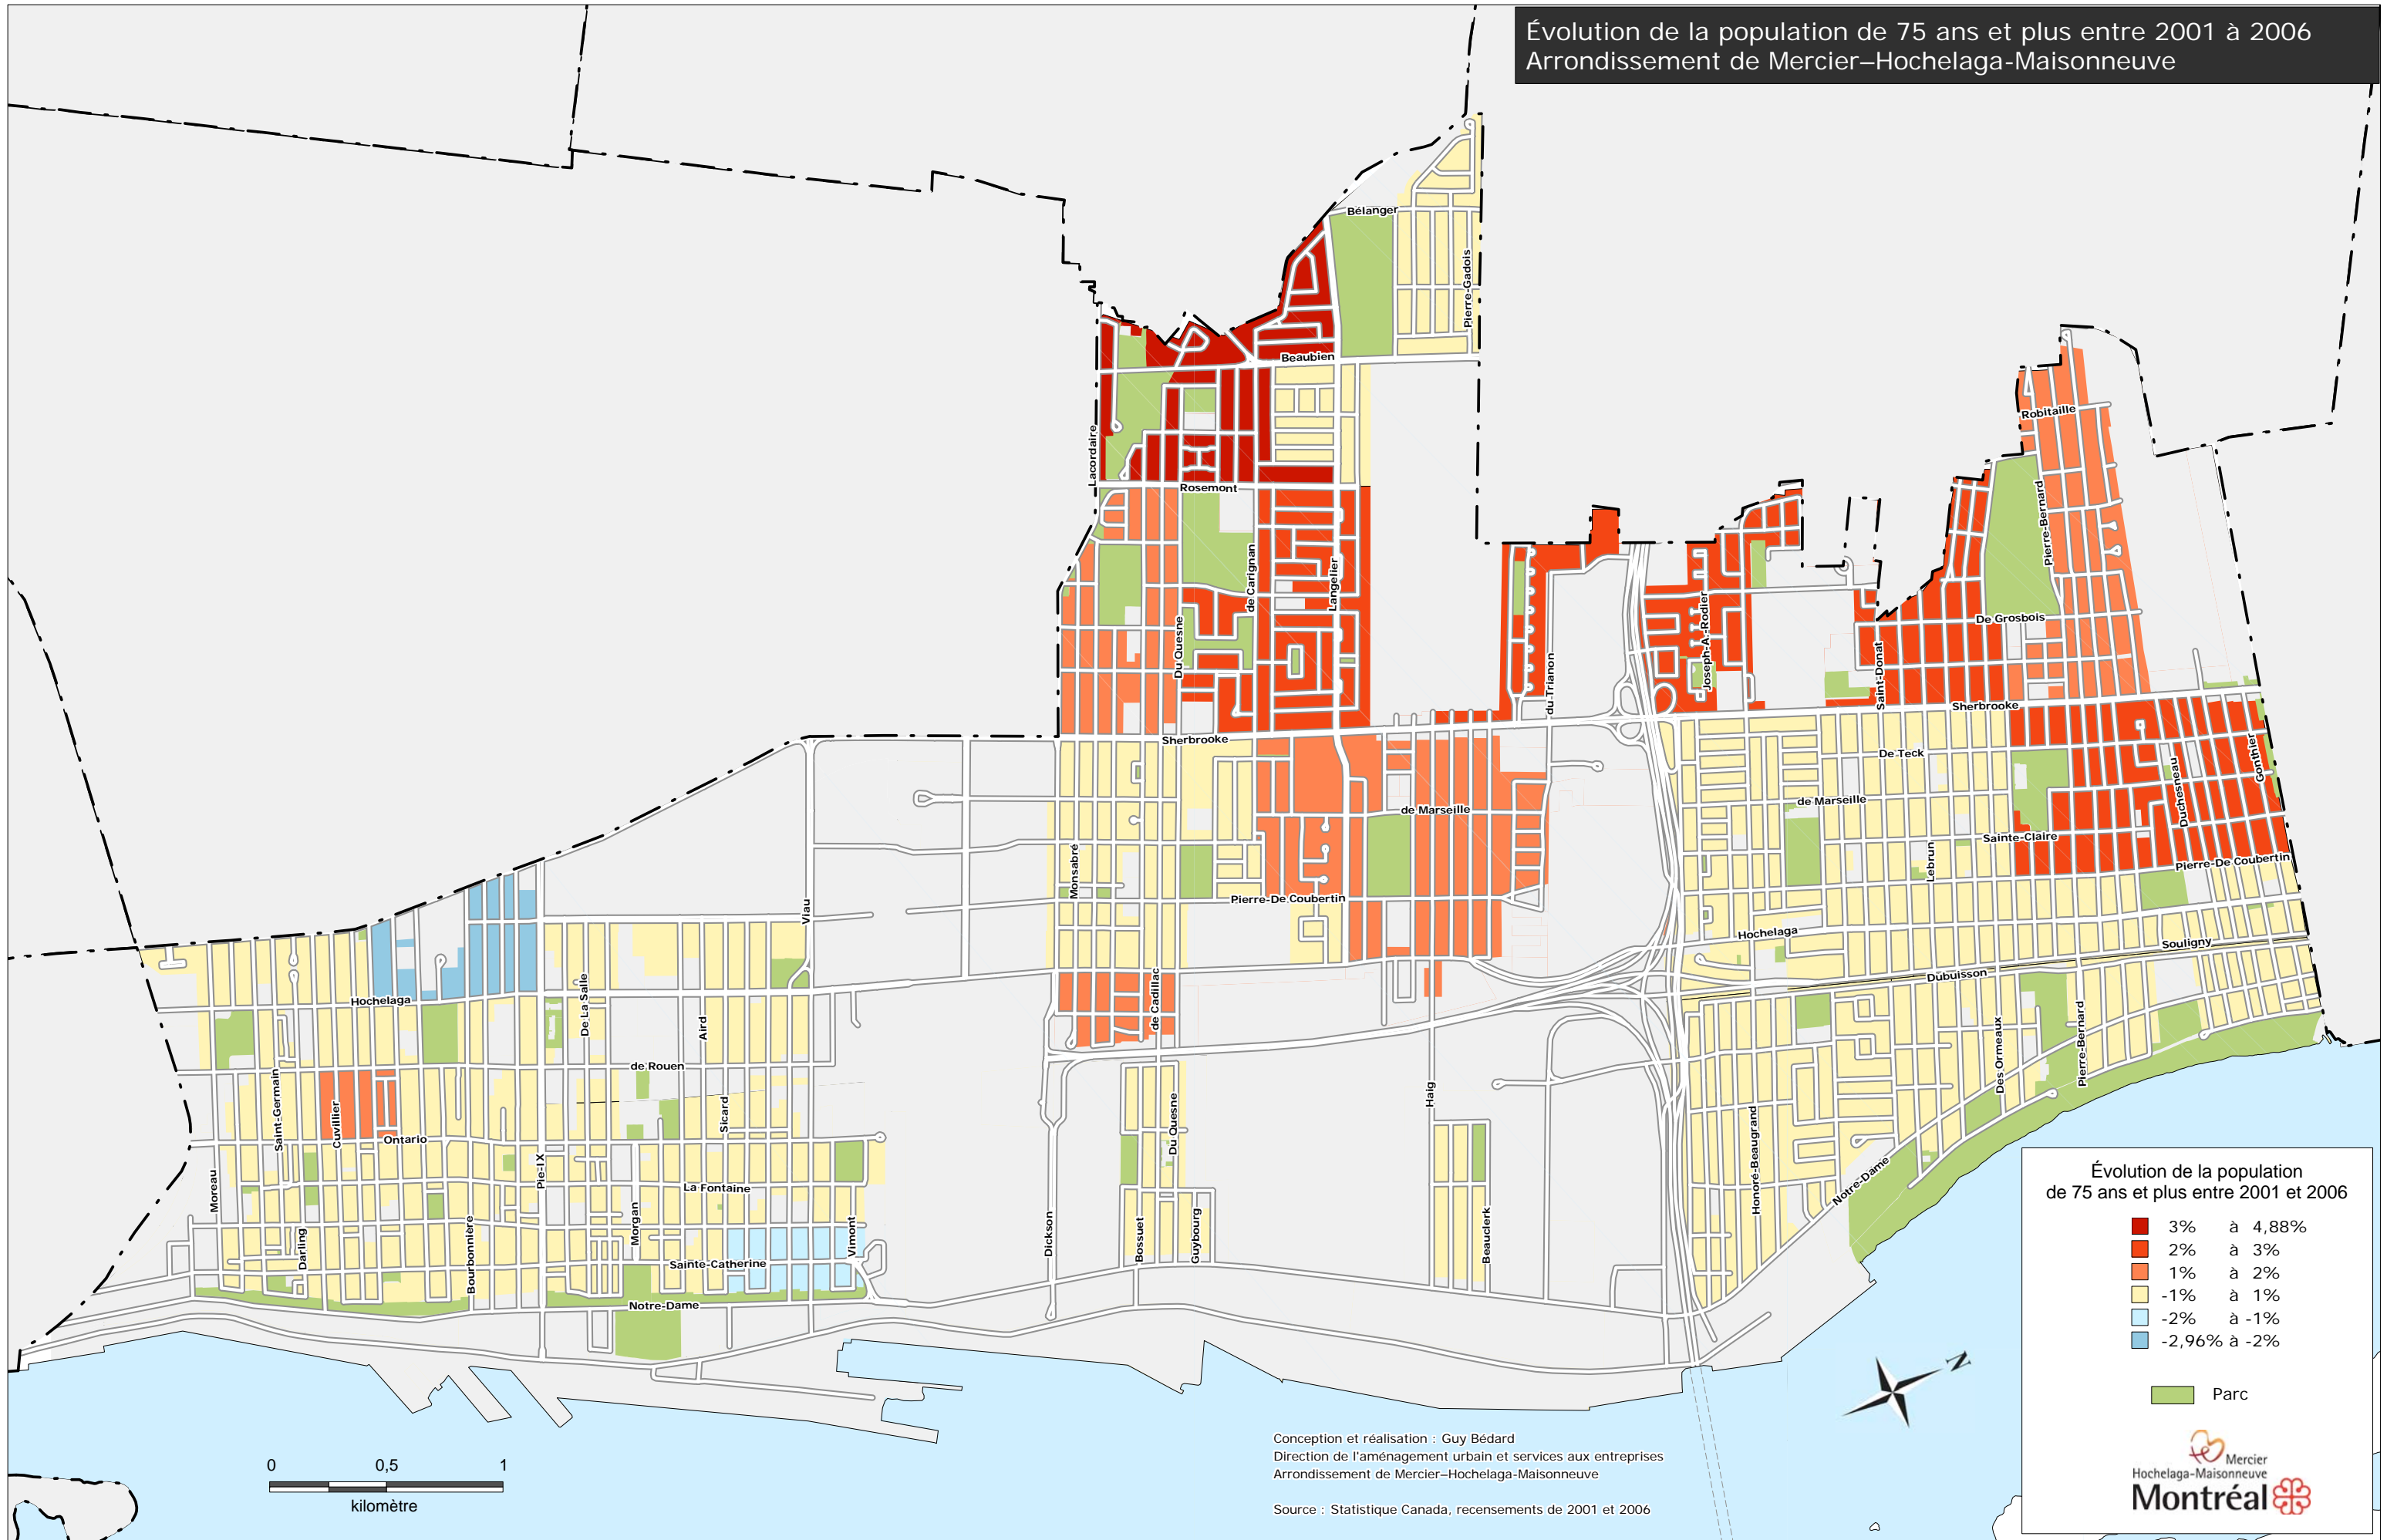 Évolution de la population de 75 ans et plus entre 2001 à 2006
Arrondissement de Mercier–Hochelaga-Maisonneuve
Bélanger
Pierre-Gadois
Beaubien
Lacordaire
Rosemont
de Carignan
Langelier
Du Quesne
Sherbrooke
du Trianon
Joseph-A.-Rodier
Saint-Donat
Robitaille
Pierre-Bernard
De Grosbois
Sherbrooke
De Teck
de Marseille
Sainte-Claire
Duchesneau
Gonthier
Lebrun
Pierre-De Coubertin
Hochelaga
Souligny
Dubuisson
Des Ormeaux
Pierre-Bernard
Honoré-Beaugrand
Notre-Dame
de Marseille
Monsabré
Pierre-De Coubertin
de Cadillac
Viau
Hochelaga
De La Salle
Aird
de Rouen
Saint-Germain
Cuvillier
Ontario
Sicard
Moreau
Pie-IX
La Fontaine
Morgan
Darling
Bourbonnière
Vimont
Sainte-Catherine
Notre-Dame
Dickson
Du Quesne
Bossuet
Guybourg
Haig
Beauclerk
Évolution de la population
de 75 ans et plus entre 2001 et 2006
3% à 4,88%
2% à 3%
1% à 2%
-1% à 1%
-2% à -1%
-2,96% à -2%
Parc
Mercier
Hochelaga-Maisonneuve
Montréal
N
0 0,5 1
kilomètre
Conception et réalisation : Guy Bédard
Direction de l'aménagement urbain et services aux entreprises
Arrondissement de Mercier–Hochelaga-Maisonneuve
Source : Statistique Canada, recensements de 2001 et 2006